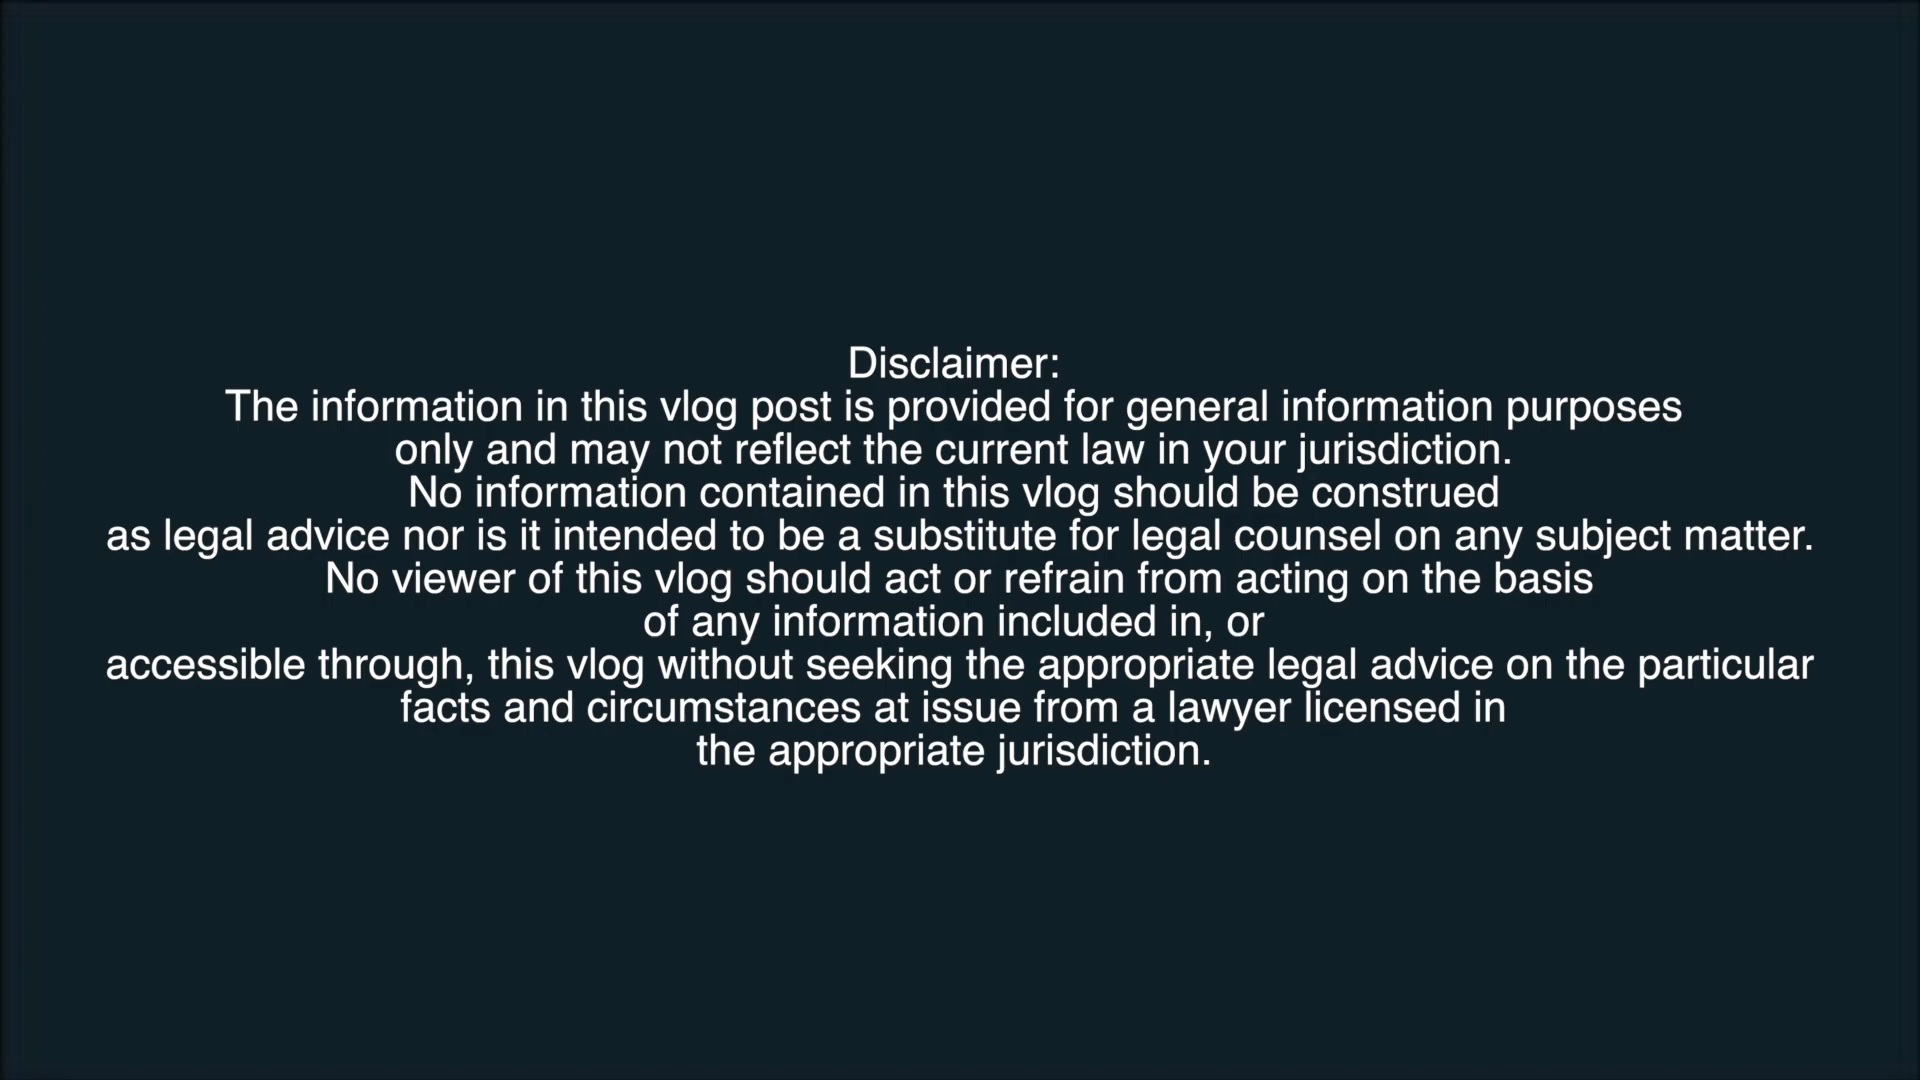 Disclaimer:
The information in this vlog post is provided for general information purposes
only and may not reflect the current law in your jurisdiction.
No information contained in this vlog should be construed
as legal advice nor is it intended to be a substitute for legal counsel on any subject matter.
No viewer of this vlog should act or refrain from acting on the basis
of any information included in, or
accessible through, this vlog without seeking the appropriate legal advice on the particular
facts and circumstances at issue from a lawyer licensed in
the appropriate jurisdiction.